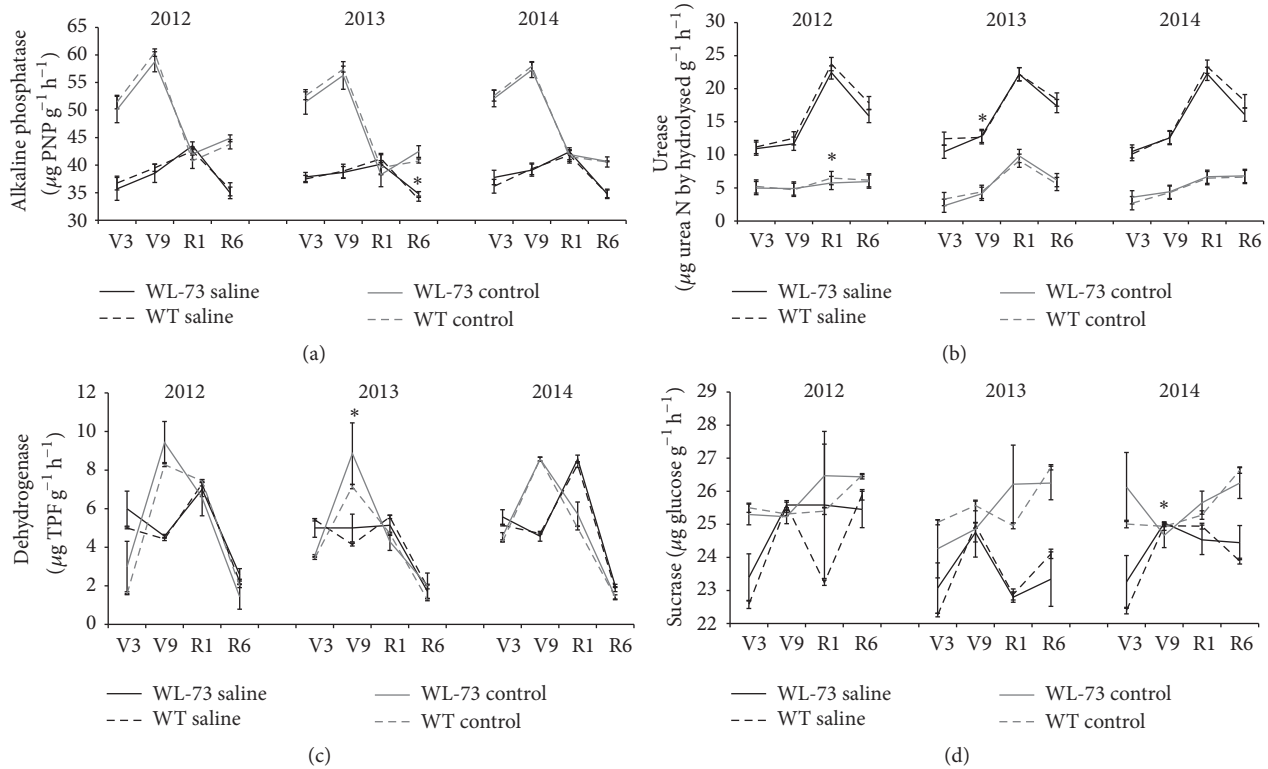 2012 2013 2014
Alkaline phosphatase
(μg PNP g−1 h−1)
65
60
55
50
45
40
35
30
*
V3 V9 R1 R6 V3 V9 R1 R6 V3 V9 R1 R6
WL-73 saline WL-73 control
WT saline WT control
(a)
2012 2013 2014
Urease
(μg urea N by hydrolysed g−1 h−1)
30
25
20
15
10
5
0
* *
V3 V9 R1 R6 V3 V9 R1 R6 V3 V9 R1 R6
WL-73 saline WL-73 control
WT saline WT control
(b)
2012 2013 2014
Dehydrogenase
(μg TPF g−1 h−1)
12
10
8
6
4
2
0
*
V3 V9 R1 R6 V3 V9 R1 R6 V3 V9 R1 R6
WL-73 saline WL-73 control
WT saline WT control
(c)
2012 2013 2014
Sucrase (μg glucose g−1 h−1)
29
28
27
26
25
24
23
22
*
V3 V9 R1 R6 V3 V9 R1 R6 V3 V9 R1 R6
WL-73 saline WL-73 control
WT saline WT control
(d)